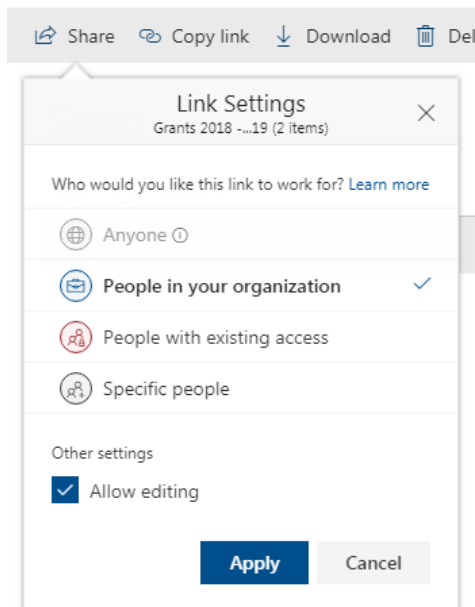 Share Copy link Download Del
Link Settings
Grants 2018 -...19 (2 items)
Who would you like this link to work for? Learn more
Anyone
People in your organization
People with existing access
Specific people
Other settings
Allow editing
Apply Cancel